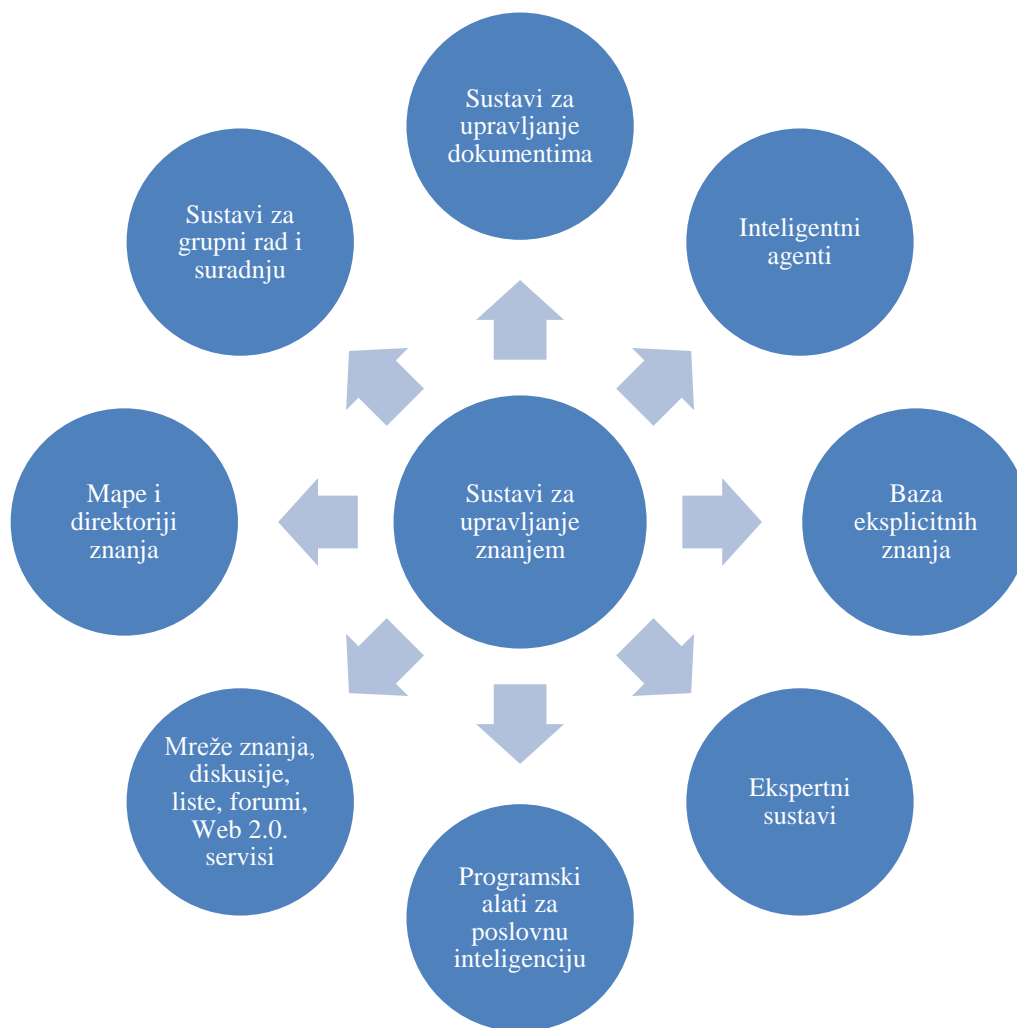 Sustavi za
upravljanje
dokumentima
Inteligentni
agenti
Baza
eksplicitnih
znanja
Ekspertni
sustavi
Programski
alati za
poslovnu
inteligenciju
Mreže znanja,
diskusije,
liste, forumi,
Web 2.0.
servisi
Mape i
direktoriji
znanja
Sustavi za
grupni rad i
suradnju
Sustavi za
upravljanje
znanjem